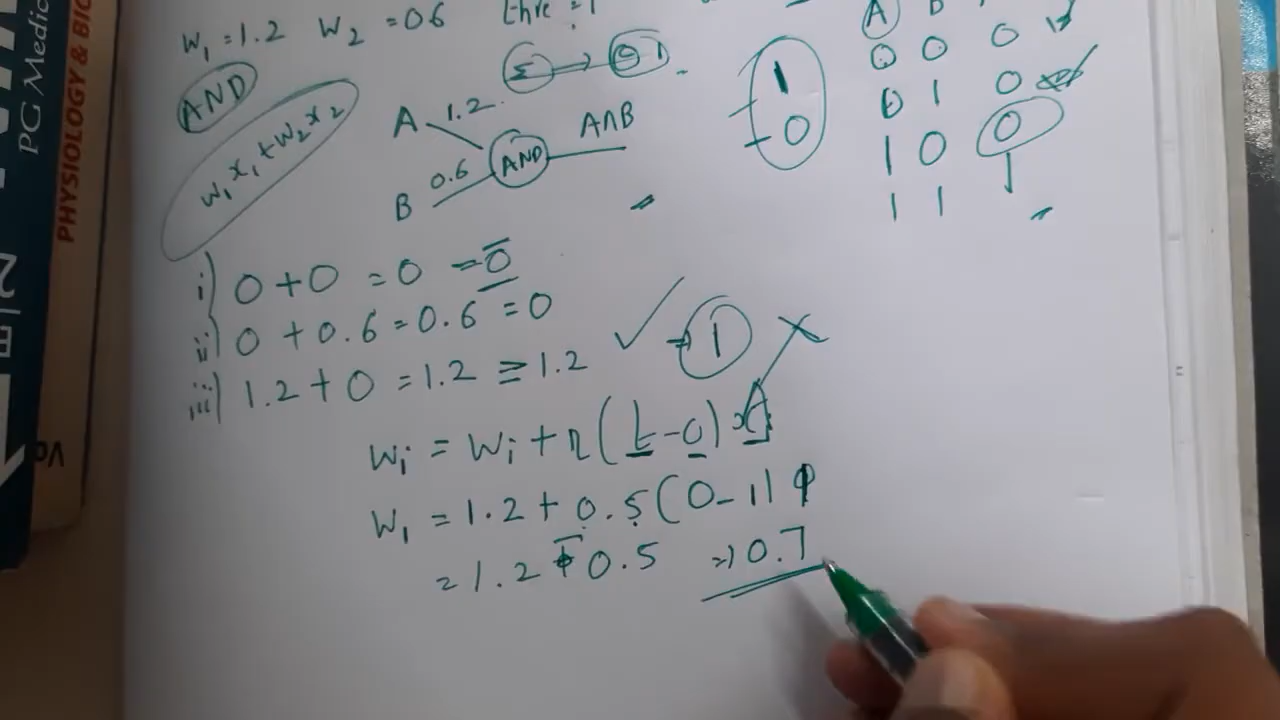 W₁ = 1.2 W₂ = 0.6
AND
w₁x₁+w₂x₂
Σ → 0 1
A 1.2
B 0.6
AND A∩B
1
0
A
0 0 0
0 1 0
1 0 0
1 1 1
i) 0+0 = 0 = 0
ii) 0 + 0.6 = 0.6 = 0
iii) 1.2 + 0 = 1.2 ≥ 1.2 → 1
wᵢ = wᵢ + η(t-0)
W₁ = 1.2 + 0.5(0-1)
= 1.2 - 0.5 => 0.7
PG Medic
PHYSIOLOGY & BIO